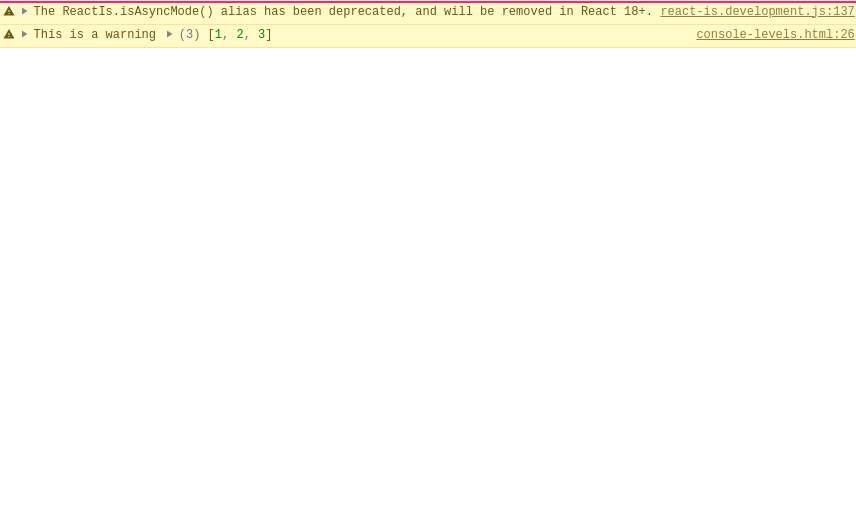 The ReactIs.isAsyncMode() alias has been deprecated, and will be removed in React 18+. react-is.development.js:137
This is a warning (3) [1, 2, 3] console-levels.html:26